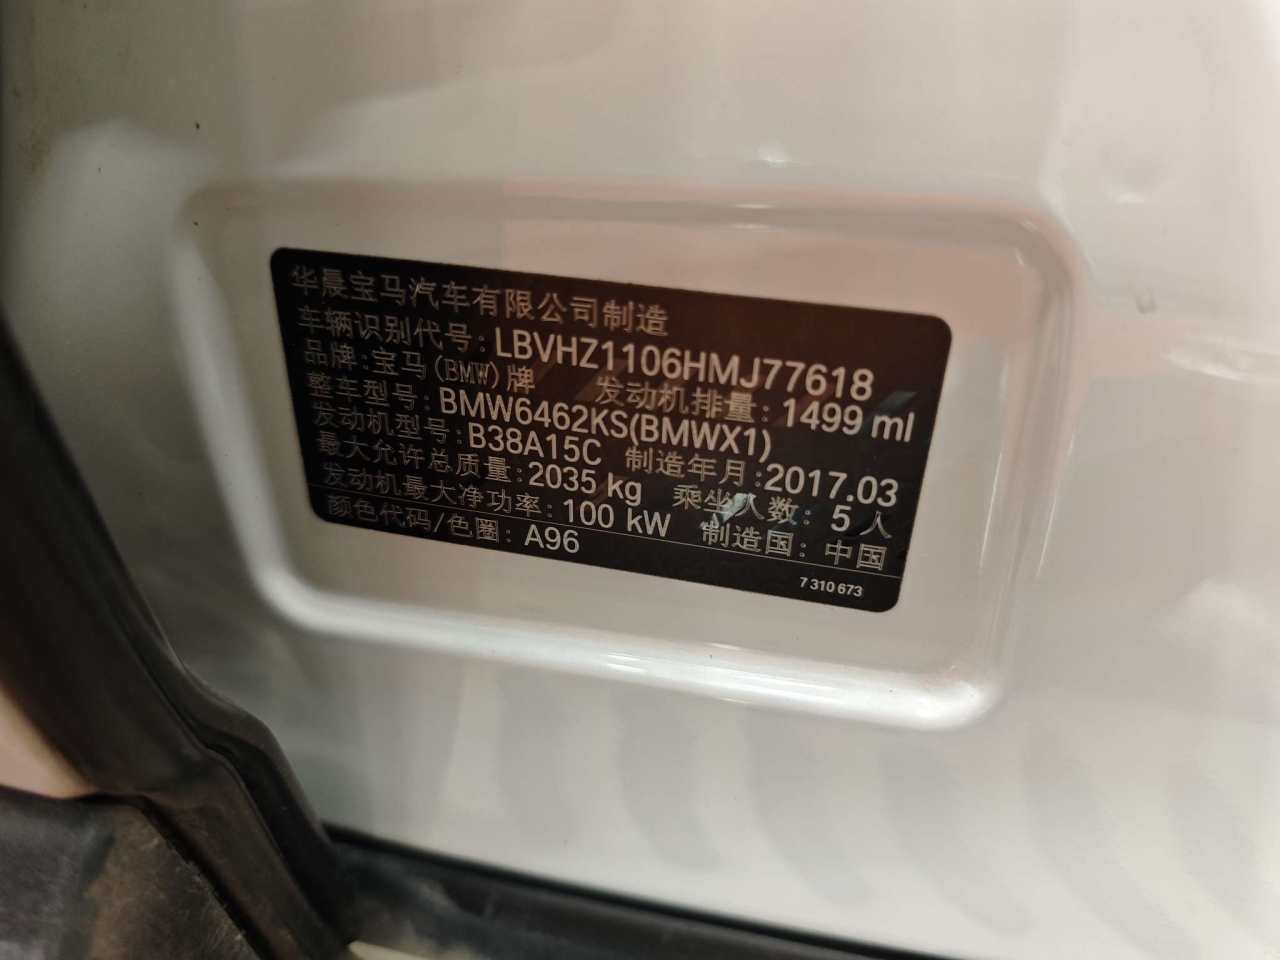 华晨宝马汽车有限公司制造
车辆识别代号: LBVHZ1106HMJ77618
品牌: 宝马(BMW)牌 发动机排量: 1499 ml
整车型号: BMW6462KS(BMWX1)
发动机型号: B38A15C 制造年月: 2017.03
最大允许总质量: 2035 kg 乘坐人数: 5 人
发动机最大净功率: 100 kW 制造国: 中国
颜色代码/色圈: A96
7 310 673